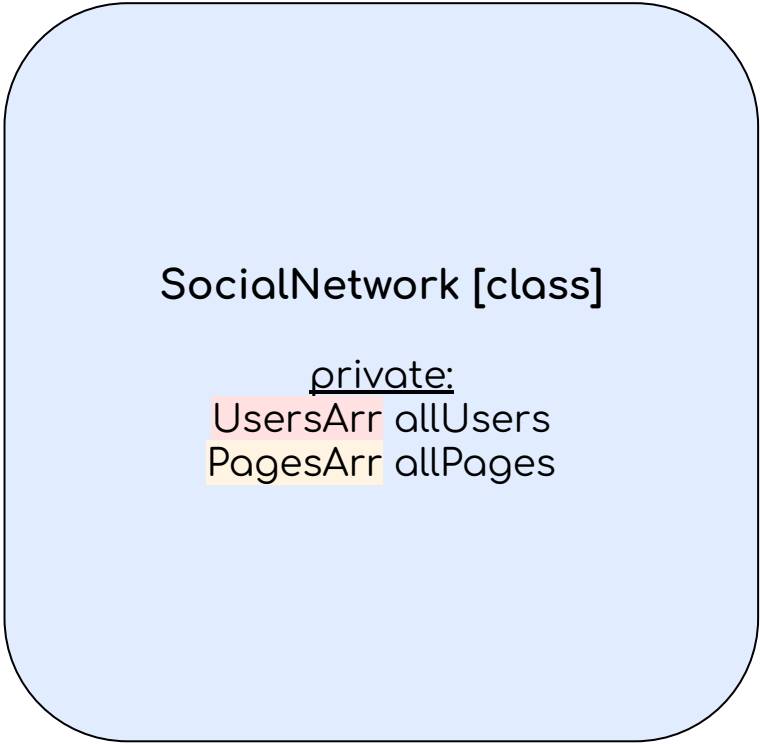 SocialNetwork [class]
private:
UsersArr allUsers
PagesArr allPages